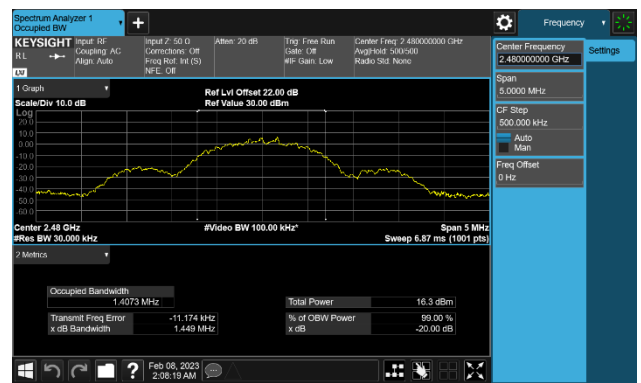 Spectrum Analyzer 1
Occupied BW
Frequency
KEYSIGHT
R L
LW
Input: RF
Coupling: AC
Align: Auto
Input Z: 50 Ω
Corrections: Off
Freq Ref: Int (S)
NFE: Off
Atten: 20 dB
Trig: Free Run
Gate: Off
#IF Gain: Low
Center Freq: 2.480000000 GHz
Avg|Hold: 500/500
Radio Std: None
1 Graph
Scale/Div 10.0 dB
Ref Lvl Offset 22.00 dB
Ref Value 30.00 dBm
Log
20.0
10.0
0.00
-10.0
-20.0
-30.0
-40.0
-50.0
-60.0
Center 2.48 GHz
#Res BW 30.000 kHz
#Video BW 100.00 kHz*
Span 5 MHz
Sweep 6.87 ms (1001 pts)
2 Metrics
Occupied Bandwidth
1.4073 MHz
Total Power 16.3 dBm
Transmit Freq Error -11.174 kHz
% of OBW Power 99.00 %
x dB Bandwidth 1.449 MHz
x dB -20.00 dB
?
Feb 08, 2023
2:08:19 AM
Center Frequency
2.480000000 GHz
Settings
Span
5.0000 MHz
CF Step
500.000 kHz
Auto
Man
Freq Offset
0 Hz